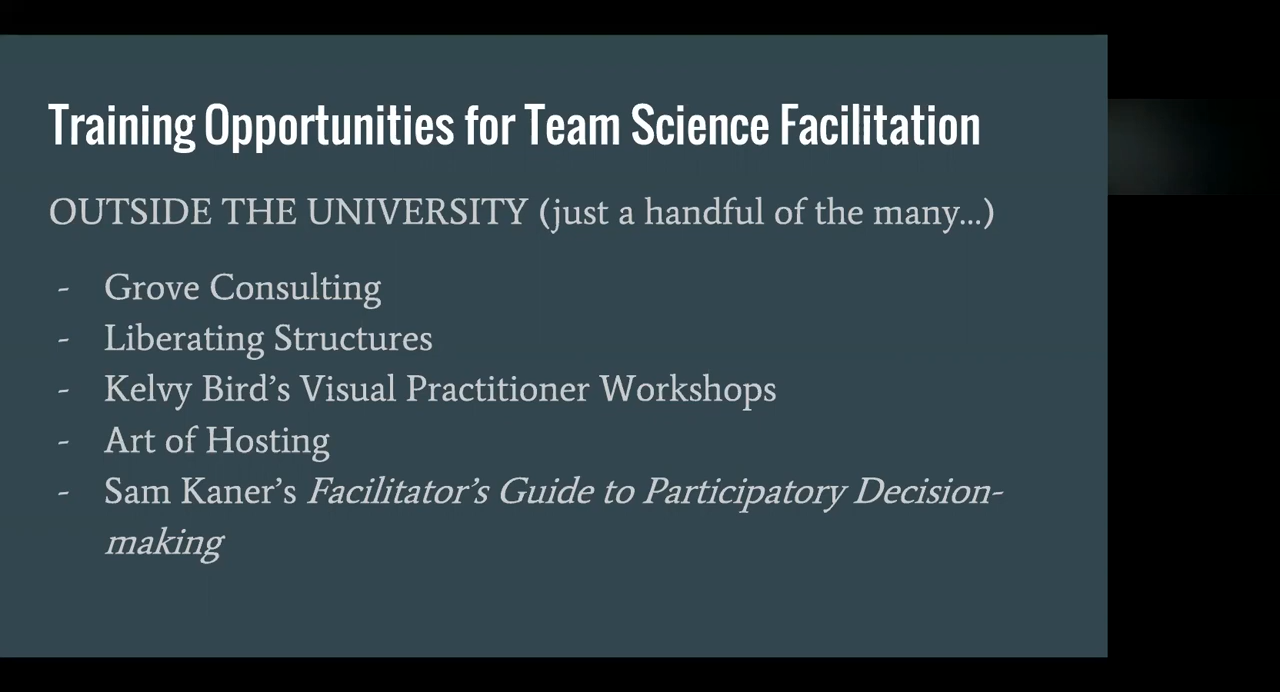 Training Opportunities for Team Science Facilitation
OUTSIDE THE UNIVERSITY (just a handful of the many...)
- Grove Consulting
- Liberating Structures
- Kelvy Bird’s Visual Practitioner Workshops
- Art of Hosting
- Sam Kaner’s Facilitator’s Guide to Participatory Decision-
making